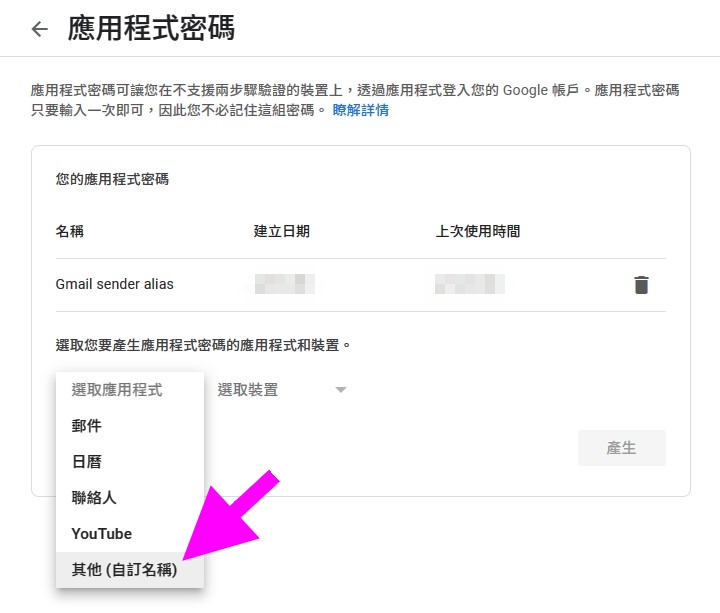 應用程式密碼
應用程式密碼可讓您在不支援兩步驟驗證的裝置上，透過應用程式登入您的 Google 帳戶。應用程式密碼
只要輸入一次即可，因此您不必記住這組密碼。 瞭解詳情
您的應用程式密碼
名稱 建立日期 上次使用時間
Gmail sender alias
選取您要產生應用程式密碼的應用程式和裝置。
選取應用程式 選取裝置
郵件
日曆
產生
聯絡人
YouTube
其他 (自訂名稱)